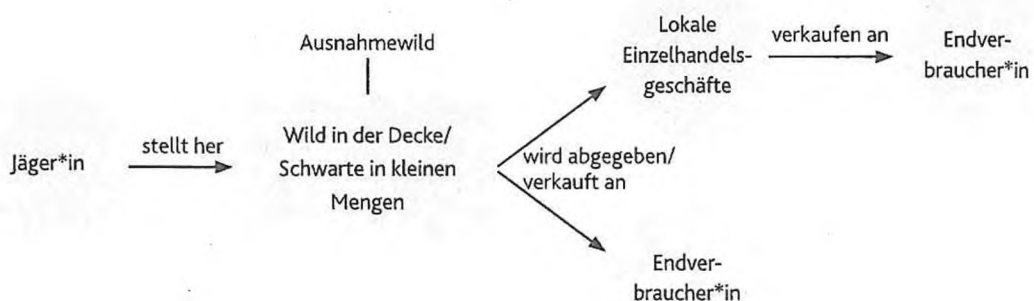 Ausnahmewild
Jäger*in
stellt her
Wild in der Decke/
Schwarte in kleinen
Mengen
wird abgegeben/
verkauft an
Lokale
Einzelhandels-
geschäfte
verkaufen an
Endver-
braucher*in
Endver-
braucher*in